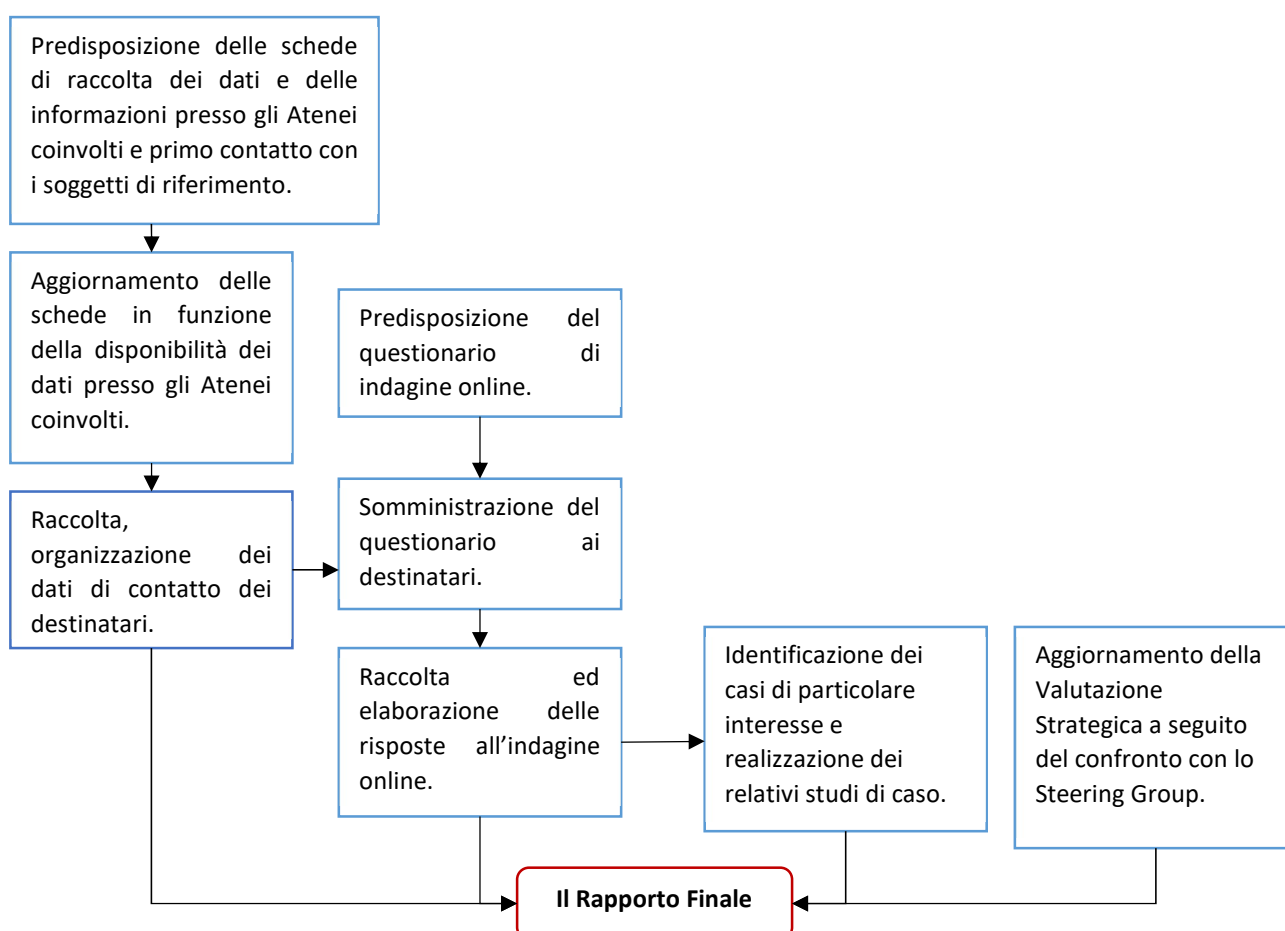 Predisposizione delle schede
di raccolta dei dati e delle
informazioni presso gli Atenei
coinvolti e primo contatto con
i soggetti di riferimento.
Aggiornamento delle
schede in funzione
della disponibilità dei
dati presso gli Atenei
coinvolti.
Predisposizione del
questionario di
indagine online.
Raccolta,
organizzazione dei
dati di contatto dei
destinatari.
Somministrazione del
questionario ai
destinatari.
Raccolta ed
elaborazione delle
risposte all’indagine
online.
Identificazione dei
casi di particolare
interesse e
realizzazione dei
relativi studi di caso.
Aggiornamento della
Valutazione
Strategica a seguito
del confronto con lo
Steering Group.
Il Rapporto Finale